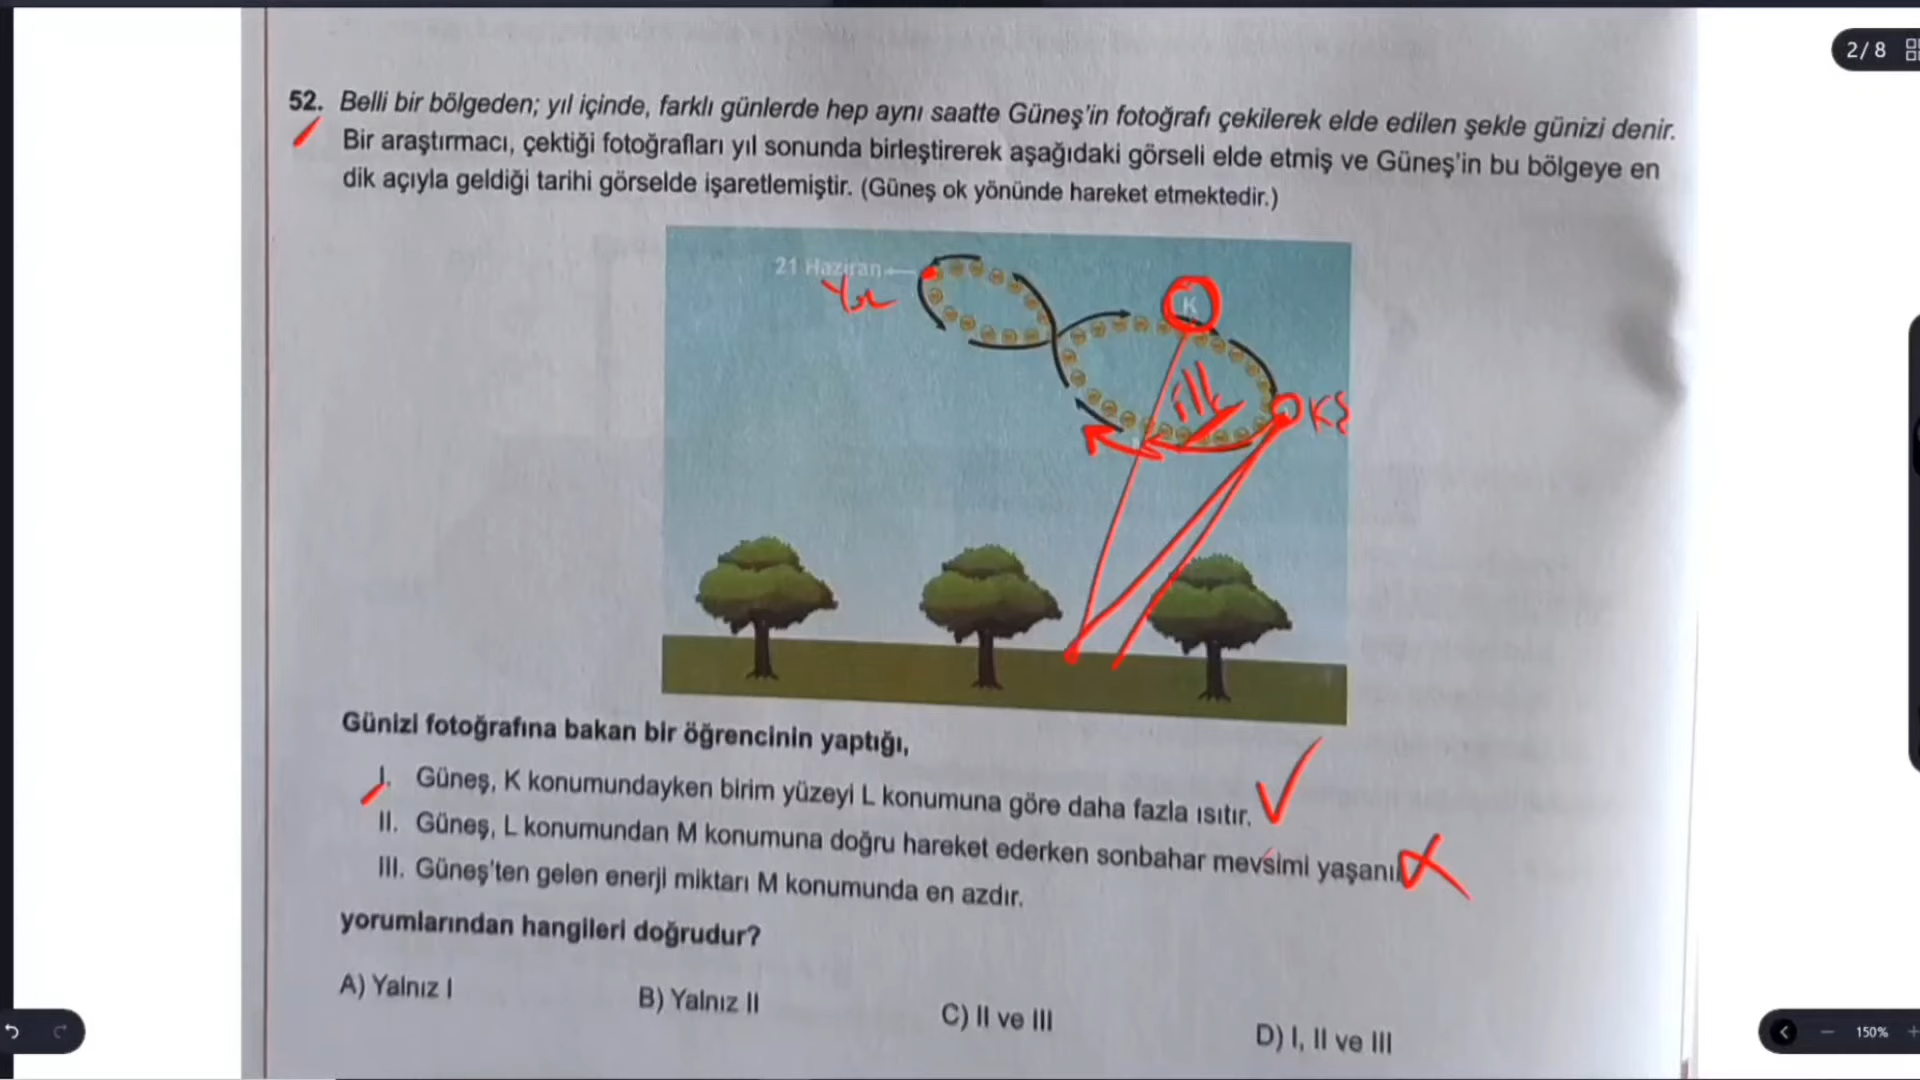 2/8
52. Belli bir bölgeden; yıl içinde, farklı günlerde hep aynı saatte Güneş'in fotoğrafı çekilerek elde edilen şekle günizi denir.
Bir araştırmacı, çektiği fotoğrafları yıl sonunda birleştirerek aşağıdaki görseli elde etmiş ve Güneş'in bu bölgeye en
dik açıyla geldiği tarihi görselde işaretlemiştir. (Güneş ok yönünde hareket etmektedir.)
21 Haziran
K
Günizi fotoğrafına bakan bir öğrencinin yaptığı,
I. Güneş, K konumundayken birim yüzeyi L konumuna göre daha fazla ısıtır.
II. Güneş, L konumundan M konumuna doğru hareket ederken sonbahar mevsimi yaşanır
III. Güneş'ten gelen enerji miktarı M konumunda en azdır.
yorumlarından hangileri doğrudur?
A) Yalnız I
B) Yalnız II
C) II ve III
D) I, II ve III
150%